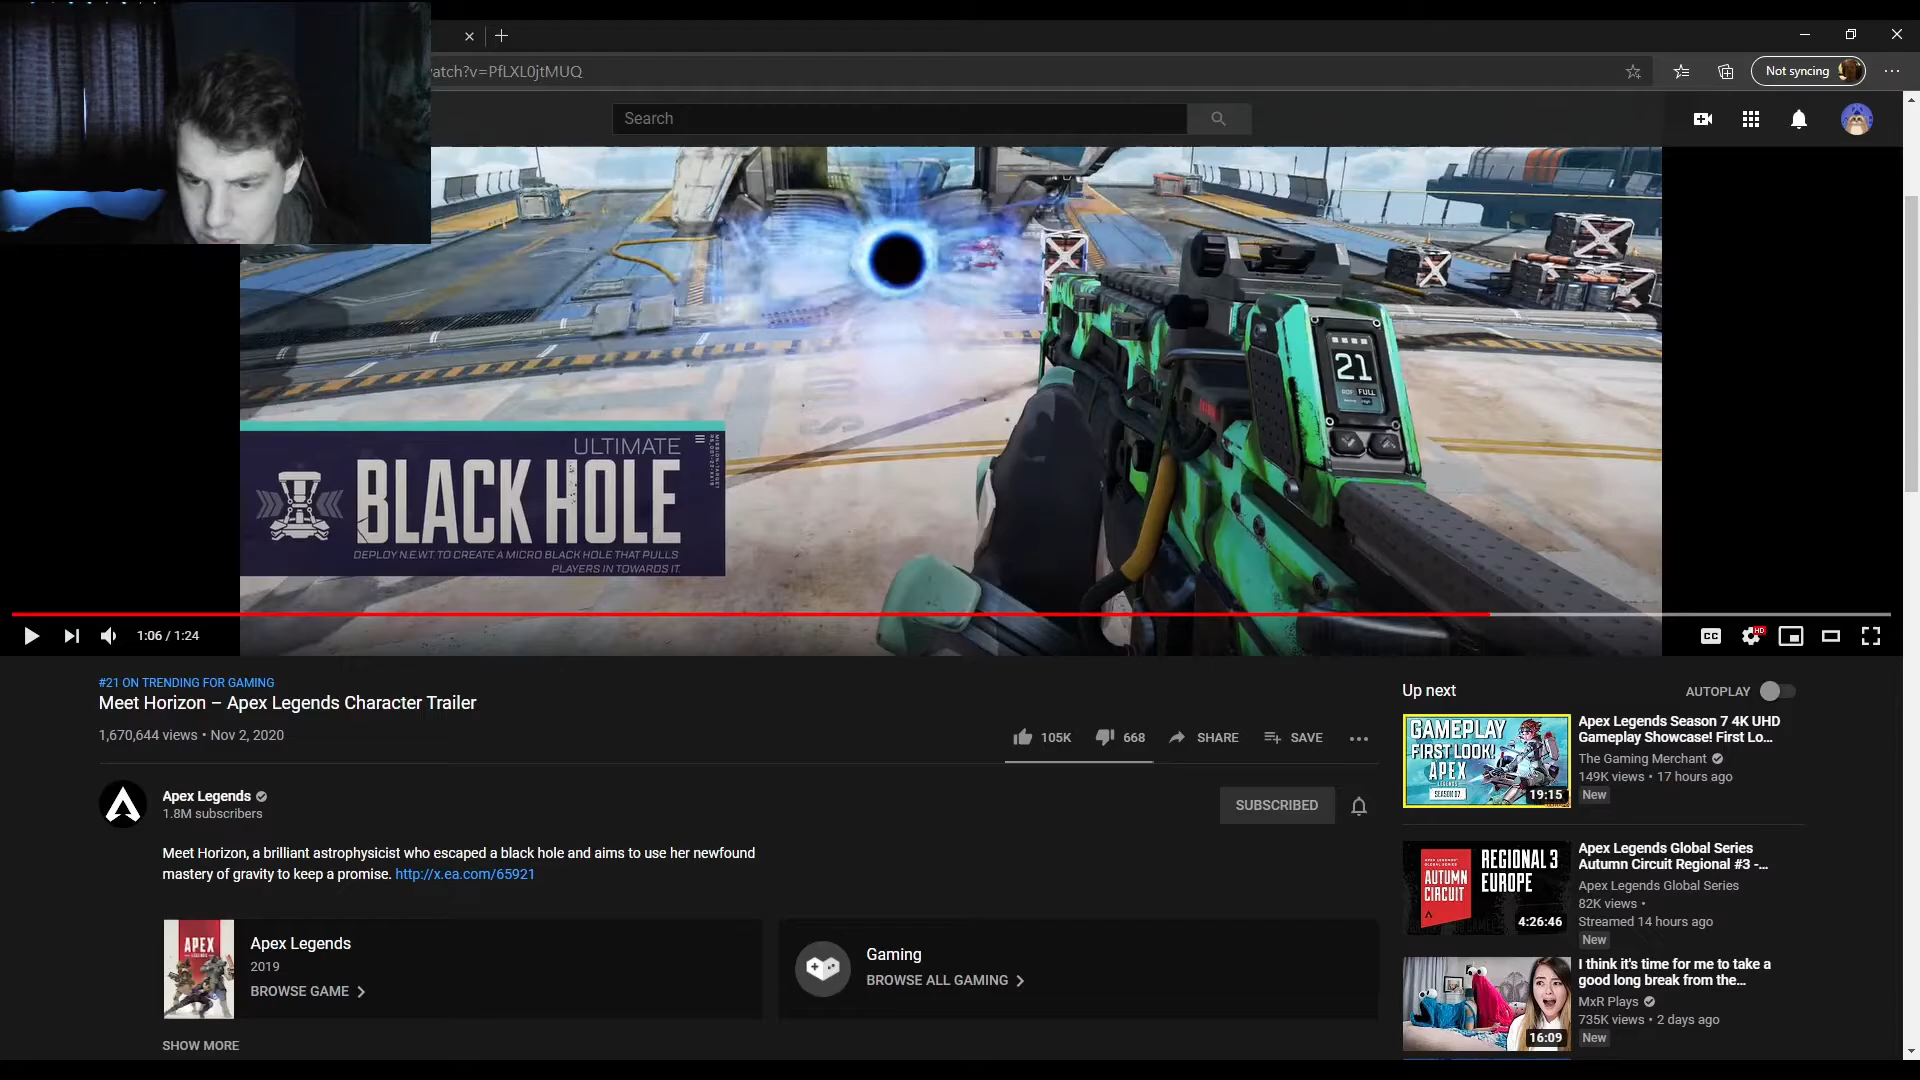 atch?v=PfLXL0jtMUQ
Not syncing
Search
21
FULL
ULTIMATE
BLACK HOLE
DEPLOY N.E.W.T TO CREATE A MICRO BLACK HOLE THAT PULLS
PLAYERS IN TOWARDS IT.
1:06 / 1:24
CC
HD
#21 ON TRENDING FOR GAMING
Meet Horizon – Apex Legends Character Trailer
1,670,644 views • Nov 2, 2020
105K
668
SHARE
SAVE
Apex Legends
1.8M subscribers
SUBSCRIBED
Meet Horizon, a brilliant astrophysicist who escaped a black hole and aims to use her newfound
mastery of gravity to keep a promise. http://x.ea.com/65921
APEX
Apex Legends
2019
BROWSE GAME
Gaming
BROWSE ALL GAMING
SHOW MORE
Up next
AUTOPLAY
GAMEPLAY
FIRST LOOK!
APEX
SEASON 07
19:15
Apex Legends Season 7 4K UHD
Gameplay Showcase! First Lo...
The Gaming Merchant
149K views • 17 hours ago
New
AUTUMN
CIRCUIT
REGIONAL 3
EUROPE
4:26:46
Apex Legends Global Series
Autumn Circuit Regional #3 -...
Apex Legends Global Series
82K views •
Streamed 14 hours ago
New
16:09
I think it's time for me to take a
good long break from the...
MxR Plays
735K views • 2 days ago
New